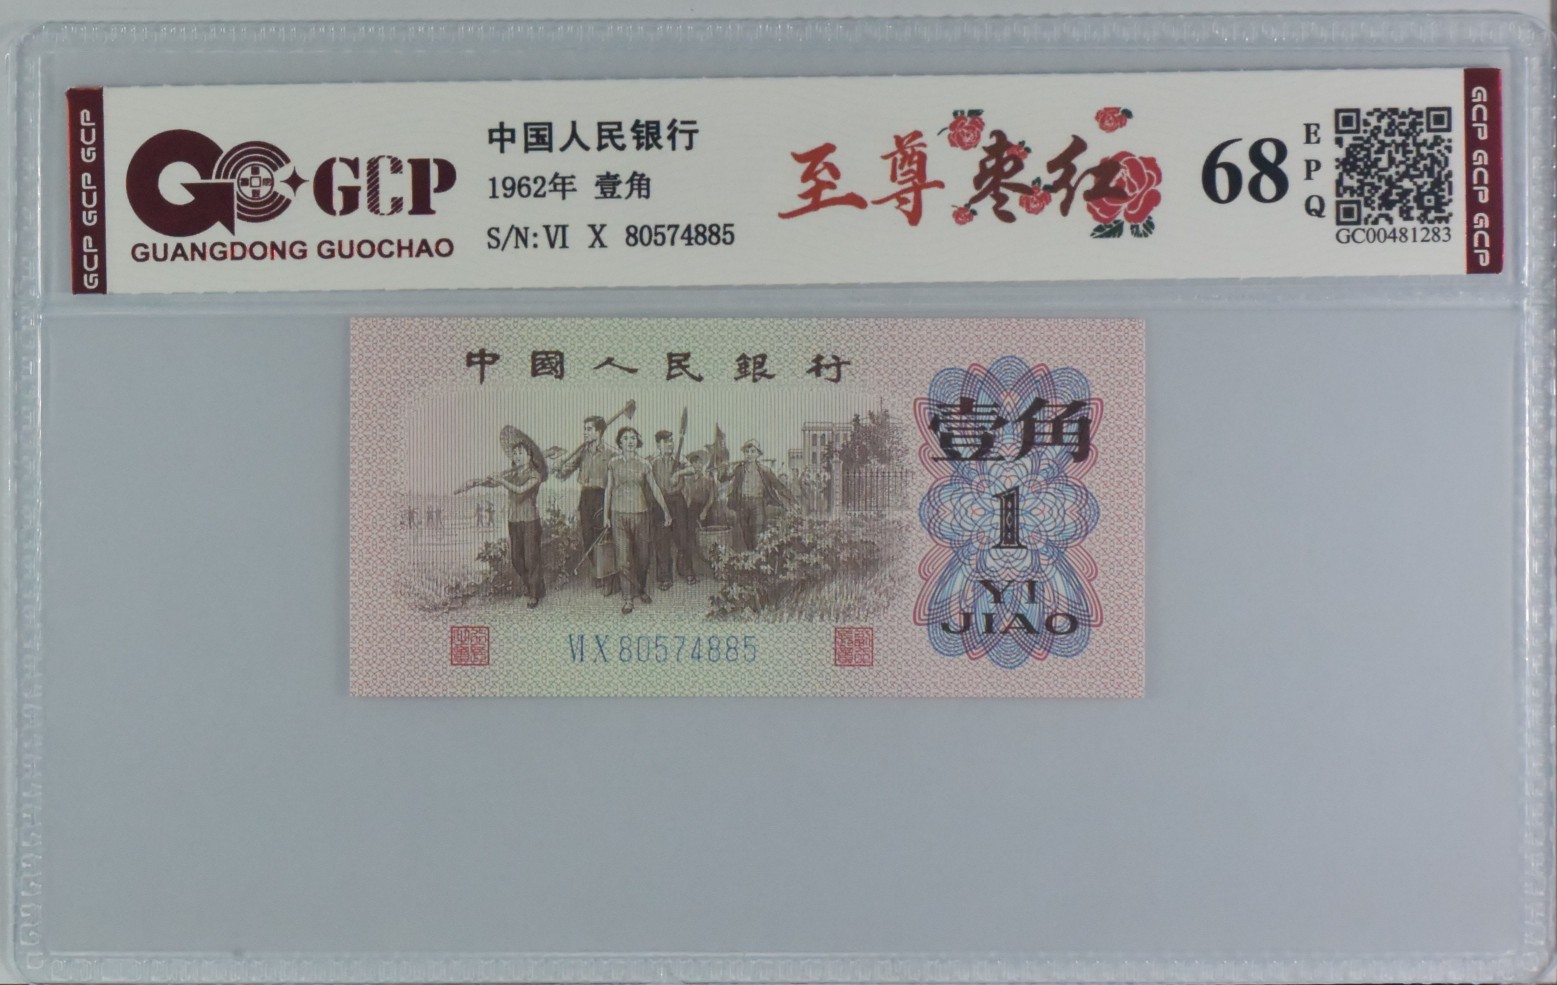 GCP GCP GCP
GCP
GUANGDONG GUOCHAO
中国人民银行
1962年 壹角
S/N:Ⅵ X 80574885
至尊枣红
68
EPQ
GC00481283
GCP GCP GCP
中國人民銀行
壹角
1
YI
JIAO
ⅥX80574885